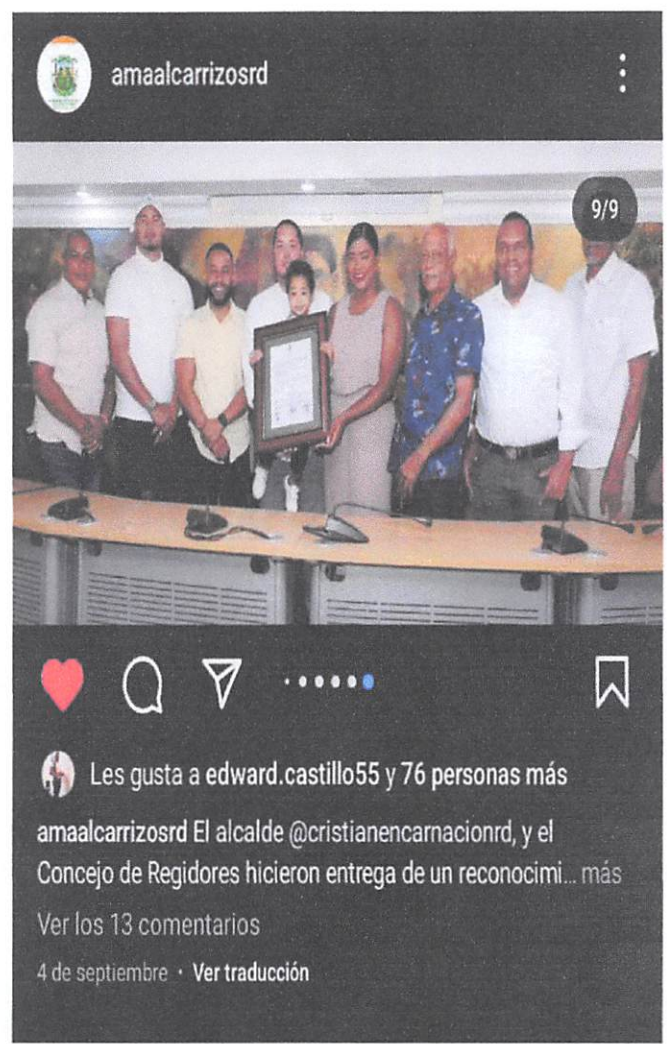 amaalcarrizosrd
9/9
Les gusta a edward.castillo55 y 76 personas más
amaalcarrizosrd El alcalde @cristianencarnacionrd, y el
Concejo de Regidores hicieron entrega de un reconocimi... más
Ver los 13 comentarios
4 de septiembre · Ver traducción